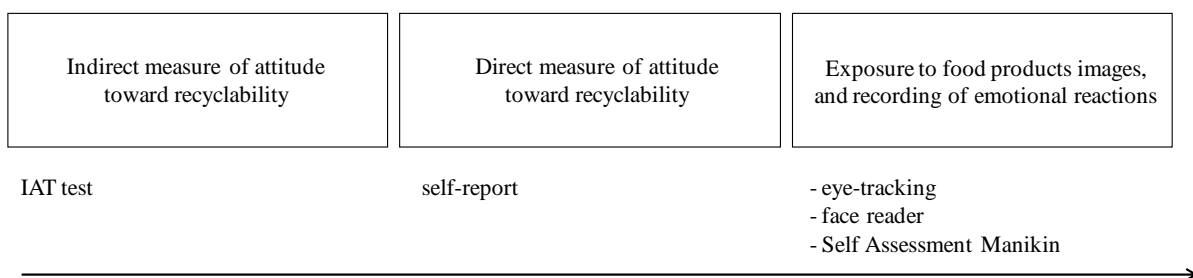 Indirect measure of attitude
toward recyclability
Direct measure of attitude
toward recyclability
Exposure to food products images,
and recording of emotional reactions
IAT test
self-report
- eye-tracking
- face reader
- Self Assessment Manikin